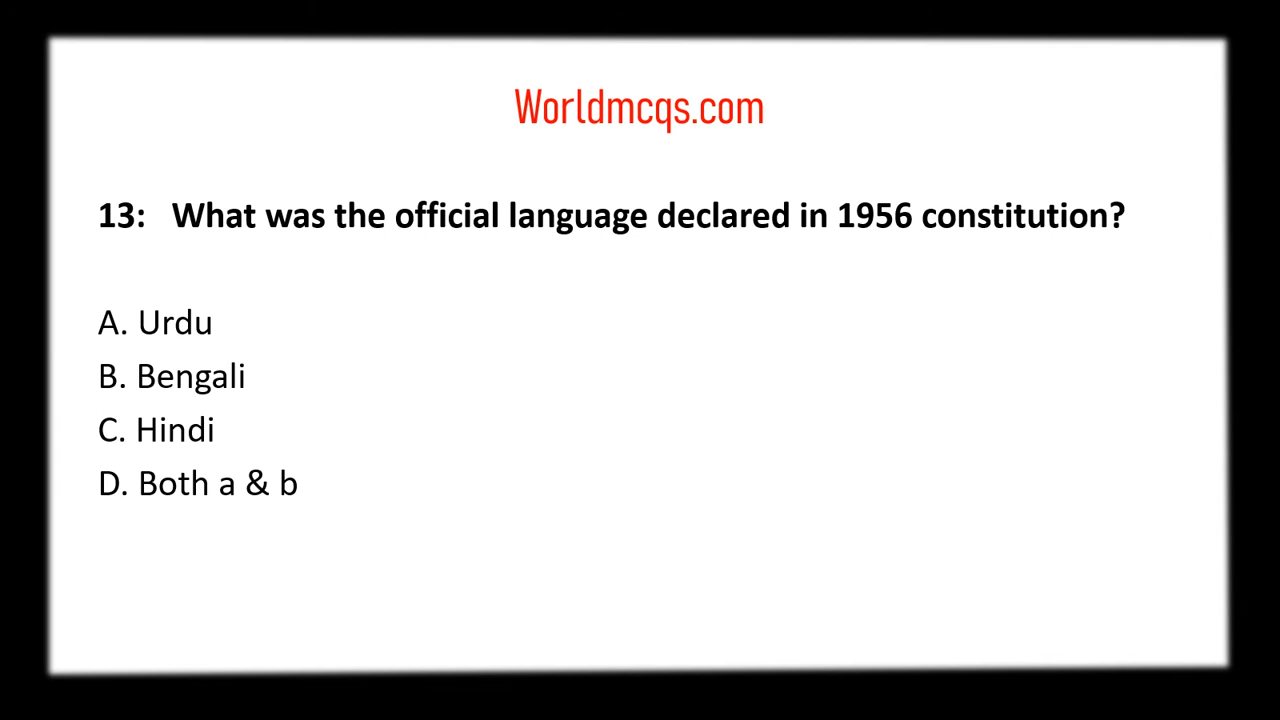 Worldmcqs.com
13: What was the official language declared in 1956 constitution?
A. Urdu
B. Bengali
C. Hindi
D. Both a & b